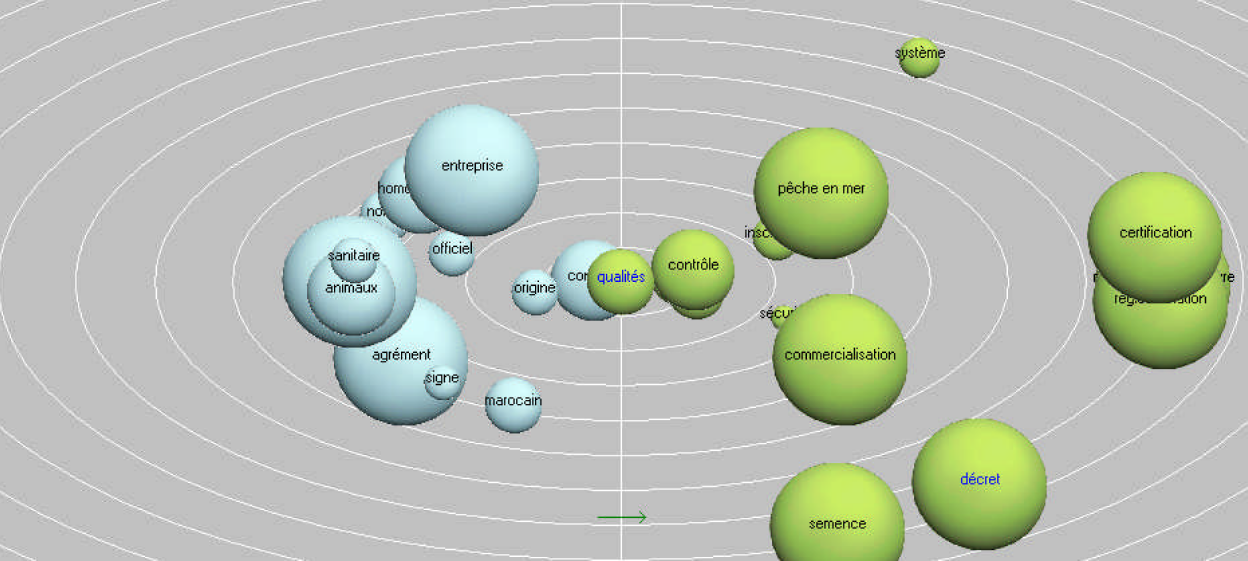 système
entreprise
pêche en mer
officiel
sanitaire
contrôle
certification
qualités
origine
animaux
agrément
commercialisation
signe
marocain
décret
semence